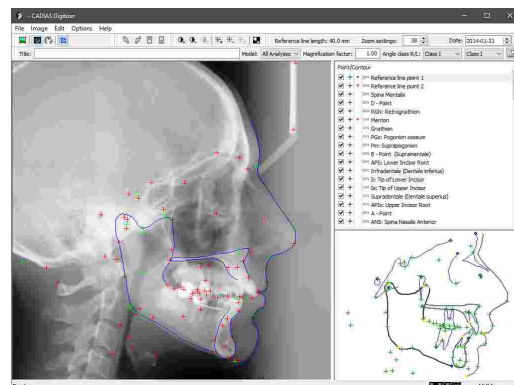 - CADIAS Digitizer
File Image Edit Options Help
Reference line length: 40.0 mm Zoom settings: 38 Date: 2014-01-31
Title: Model: All Analyses Magnification factor: 1.00 Angle class R/L: Class I Class I
Point/Contour
Reference line point 1
Reference line point 2
Spina Mentalis
D - Point
RGN: Retrognathion
Menton
Gnathion
PGo: Pogonion osseum
Pm: Suprapogonion
B - Point (Supramentale)
APIi: Lower Incisor Root
Infradentale (Dentale inferius)
Ii: Tip of Lower Incisor
Is: Tip of Upper Incisor
Supradentale (Dentale superius)
APIs: Upper Incisor Root
A - Point
ANS: Spina Nasalis Anterior